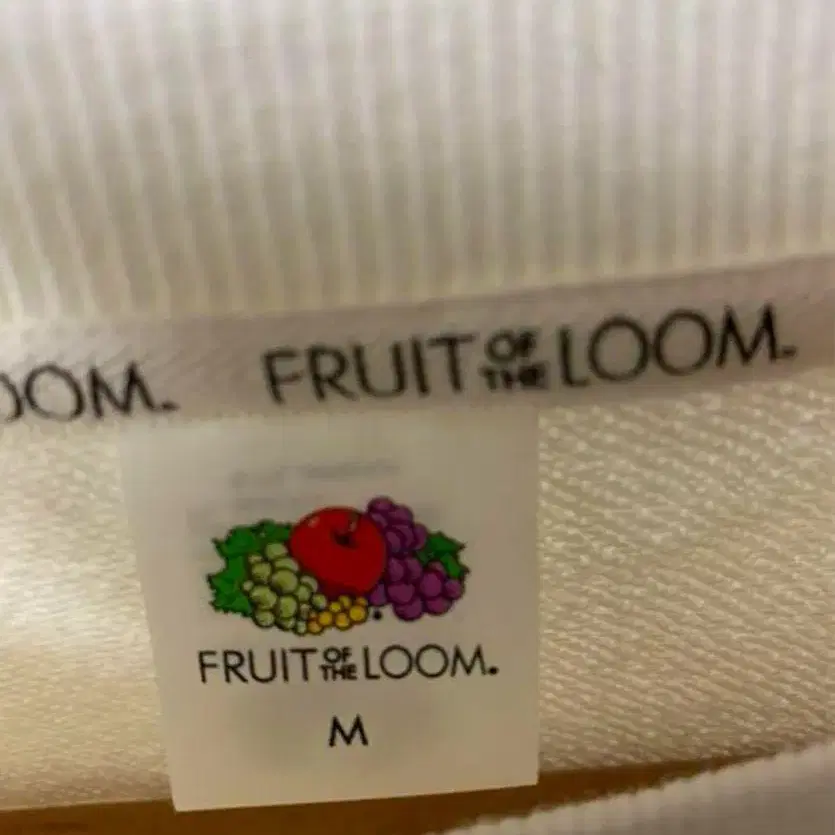 OOM. FRUIT OF THE LOOM.
FRUIT OF THE LOOM.
M